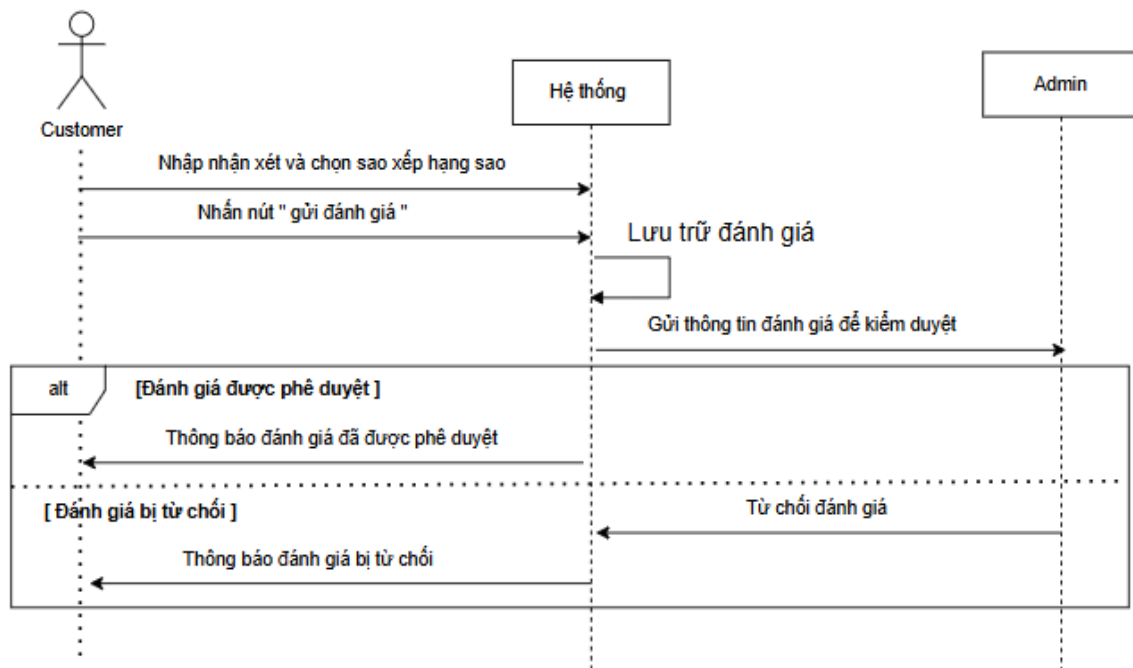 Customer
Hệ thống
Admin
Nhập nhận xét và chọn sao xếp hạng sao
Nhấn nút " gửi đánh giá "
Lưu trữ đánh giá
Gửi thông tin đánh giá để kiểm duyệt
alt
[Đánh giá được phê duyệt ]
Thông báo đánh giá đã được phê duyệt
[ Đánh giá bị từ chối ]
Từ chối đánh giá
Thông báo đánh giá bị từ chối